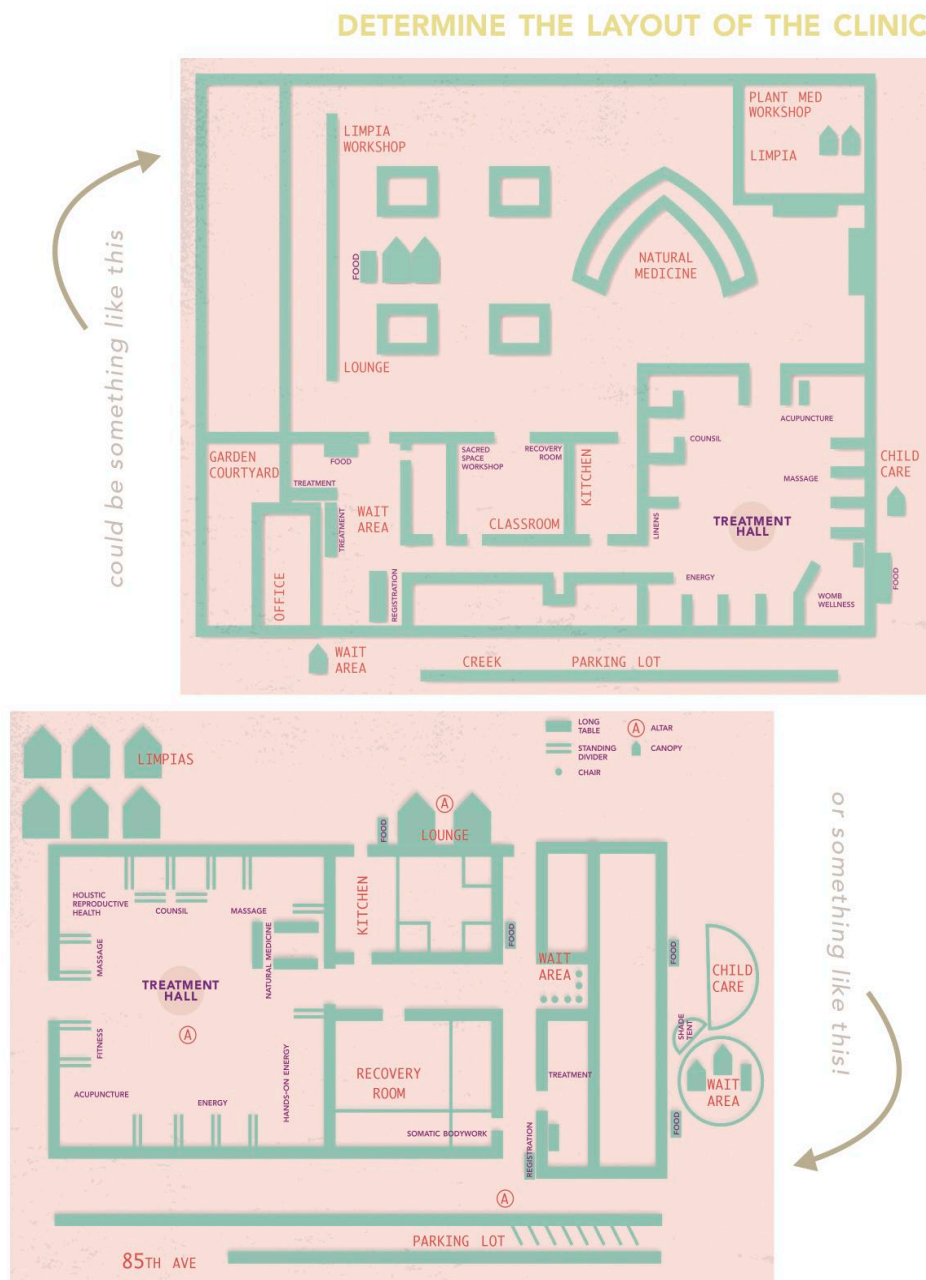 DETERMINE THE LAYOUT OF THE CLINIC
could be something like this
PLANT MED
WORKSHOP
LIMPIA
LIMPIA
WORKSHOP
FOOD
NATURAL
MEDICINE
LOUNGE
ACUPUNCTURE
COUNSIL
GARDEN
COURTYARD
FOOD
SACRED
SPACE
WORKSHOP
RECOVERY
ROOM
KITCHEN
MASSAGE
CHILD
CARE
TREATMENT
TREATMENT
WAIT
AREA
CLASSROOM
LINENS
TREATMENT
HALL
OFFICE
REGISTRATION
ENERGY
WOMB
WELLNESS
FOOD
WAIT
AREA
CREEK
PARKING LOT
LONG
TABLE
A
ALTAR
STANDING
DIVIDER
CANOPY
CHAIR
LIMPIAS
A
FOOD
LOUNGE
or something like this!
HOLISTIC
REPRODUCTIVE
HEALTH
COUNSIL
MASSAGE
KITCHEN
MASSAGE
NATURAL MEDICINE
FOOD
WAIT
AREA
FOOD
CHILD
CARE
TREATMENT
HALL
A
SHADE
TENT
FITNESS
HANDS-ON ENERGY
RECOVERY
ROOM
TREATMENT
WAIT
AREA
ACUPUNCTURE
ENERGY
SOMATIC BODYWORK
REGISTRATION
FOOD
A
PARKING LOT
85TH AVE